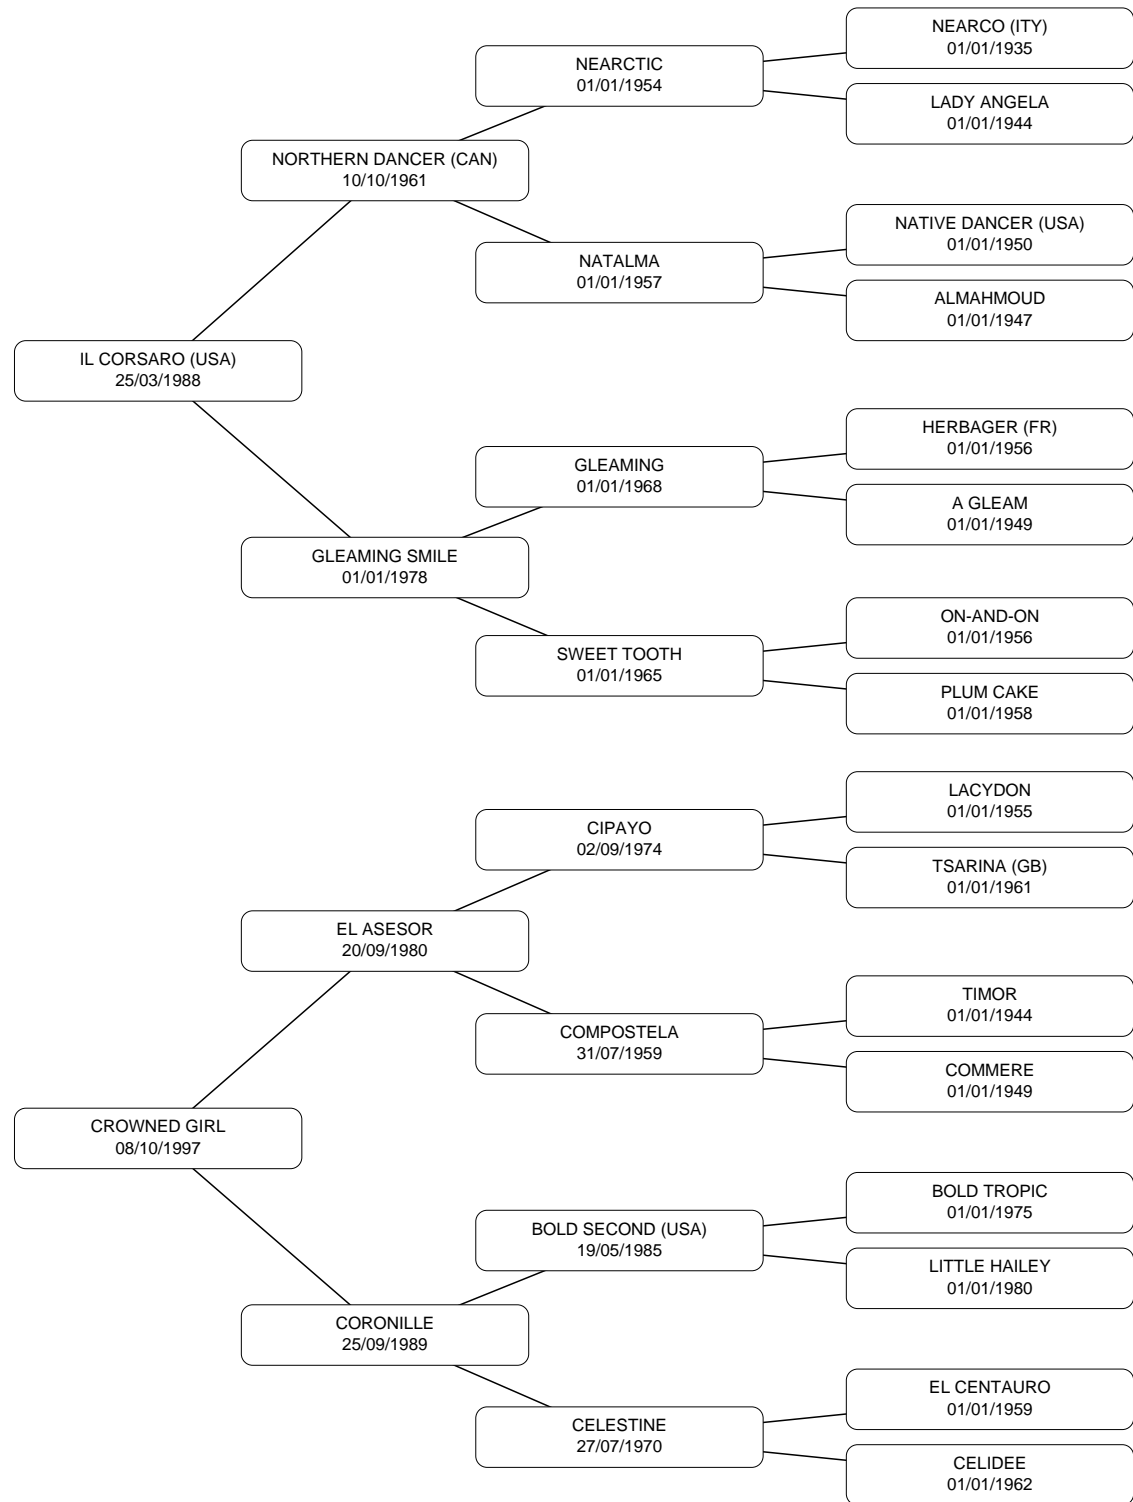 NEARCO (ITY)
01/01/1935
NEARCTIC
01/01/1954
LADY ANGELA
01/01/1944
NORTHERN DANCER (CAN)
10/10/1961
NATIVE DANCER (USA)
01/01/1950
NATALMA
01/01/1957
ALMAHMOUD
01/01/1947
IL CORSARO (USA)
25/03/1988
HERBAGER (FR)
01/01/1956
GLEAMING
01/01/1968
A GLEAM
01/01/1949
GLEAMING SMILE
01/01/1978
ON-AND-ON
01/01/1956
SWEET TOOTH
01/01/1965
PLUM CAKE
01/01/1958
LACYDON
01/01/1955
CIPAYO
02/09/1974
TSARINA (GB)
01/01/1961
EL ASESOR
20/09/1980
TIMOR
01/01/1944
COMPOSTELA
31/07/1959
COMMERE
01/01/1949
CROWNED GIRL
08/10/1997
BOLD TROPIC
01/01/1975
BOLD SECOND (USA)
19/05/1985
LITTLE HAILEY
01/01/1980
CORONILLE
25/09/1989
EL CENTAURO
01/01/1959
CELESTINE
27/07/1970
CELIDEE
01/01/1962